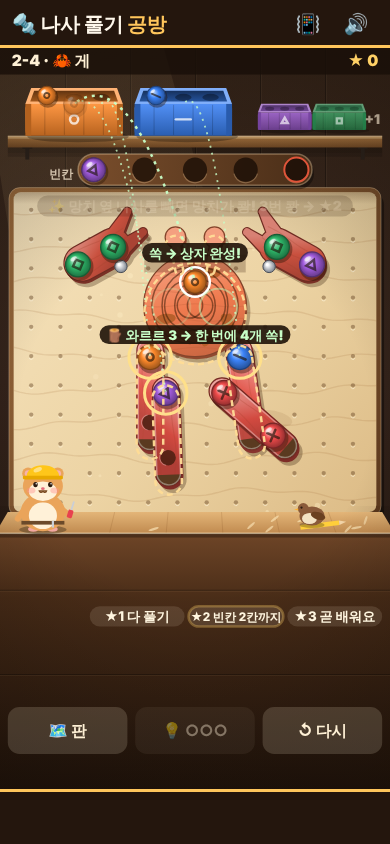 나사 풀기 공방
2-4 · 게
★ 0
+1
빈칸
쏙 → 상자 완성!
와르르 3 → 한 번에 4개 쏙!
★1 다 풀기
★2 빈칸 2칸까지
★3 곧 배워요
판
다시